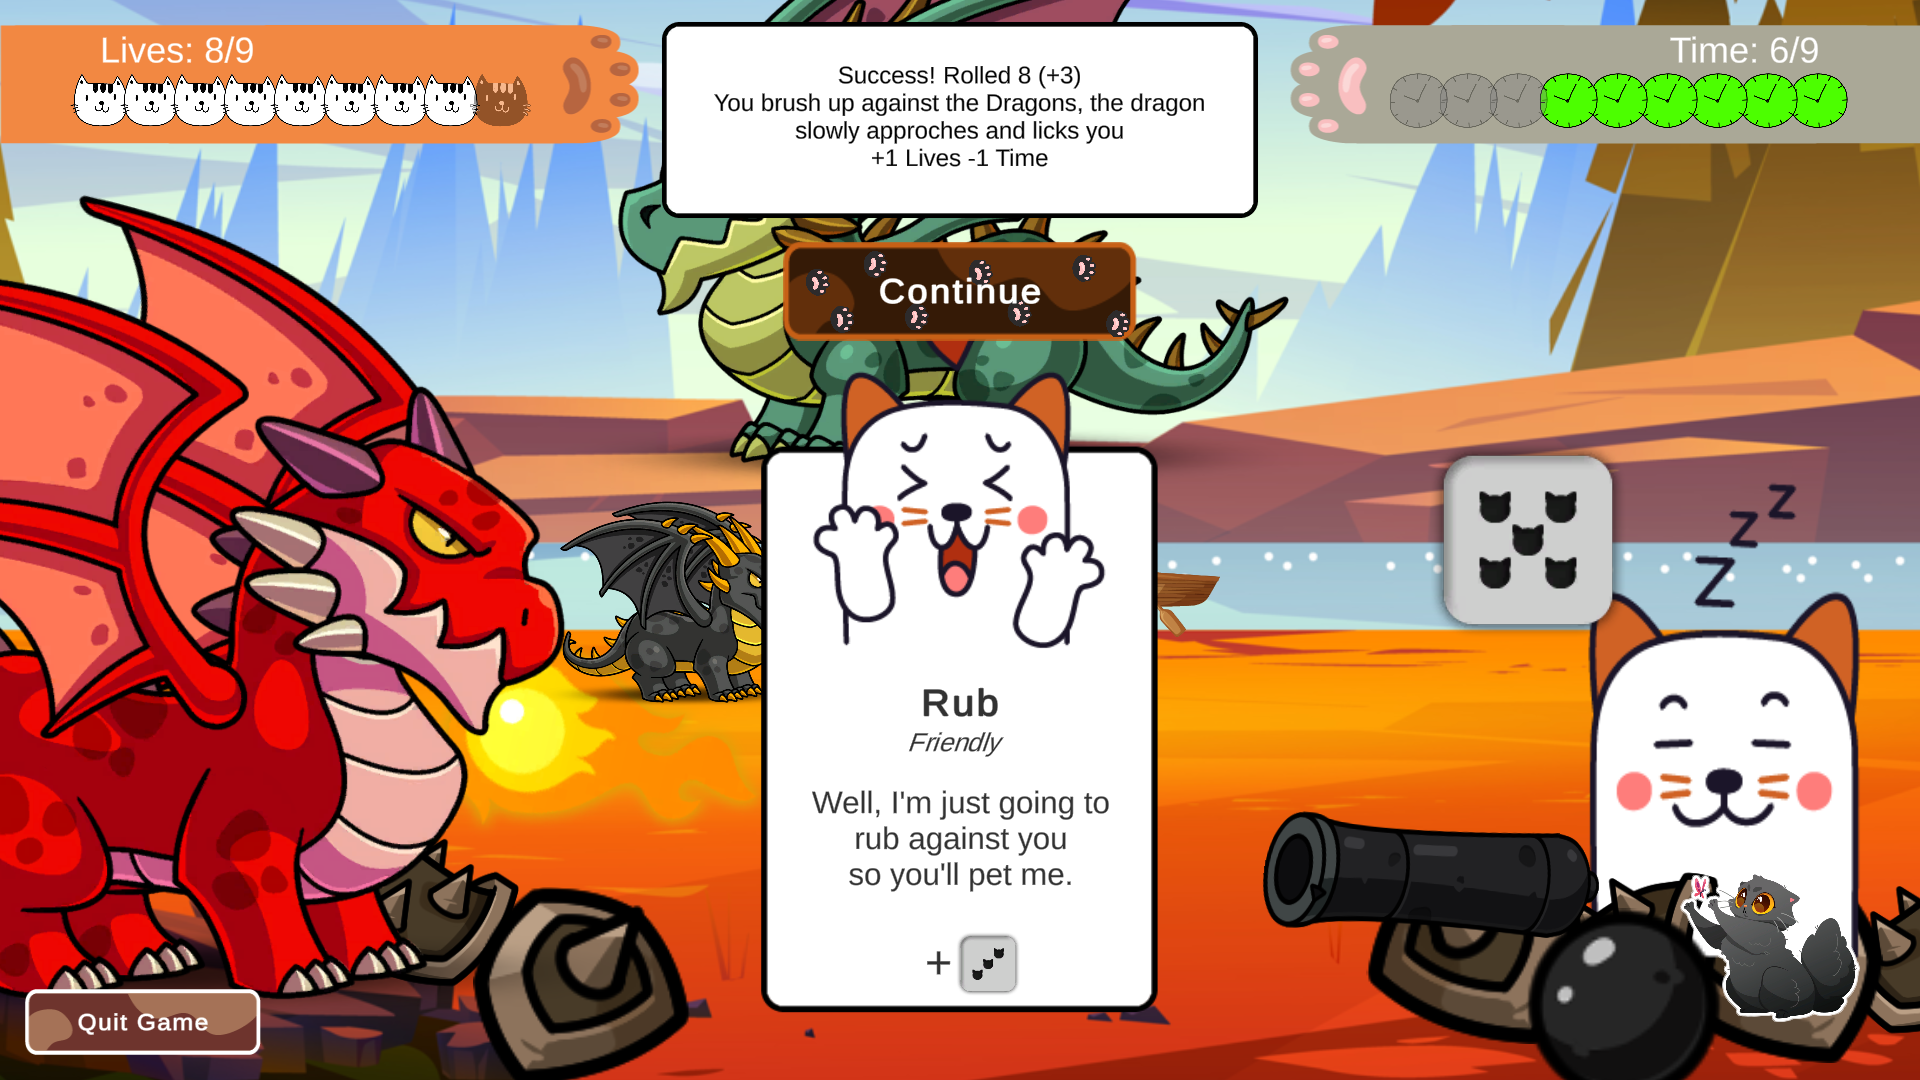 Lives: 8/9
Success! Rolled 8 (+3)
You brush up against the Dragons, the dragon
slowly approches and licks you
+1 Lives -1 Time
Time: 6/9
Continue
Z
Z
Z
Rub
Friendly
Well, I'm just going to
rub against you
so you'll pet me.
+
Quit Game